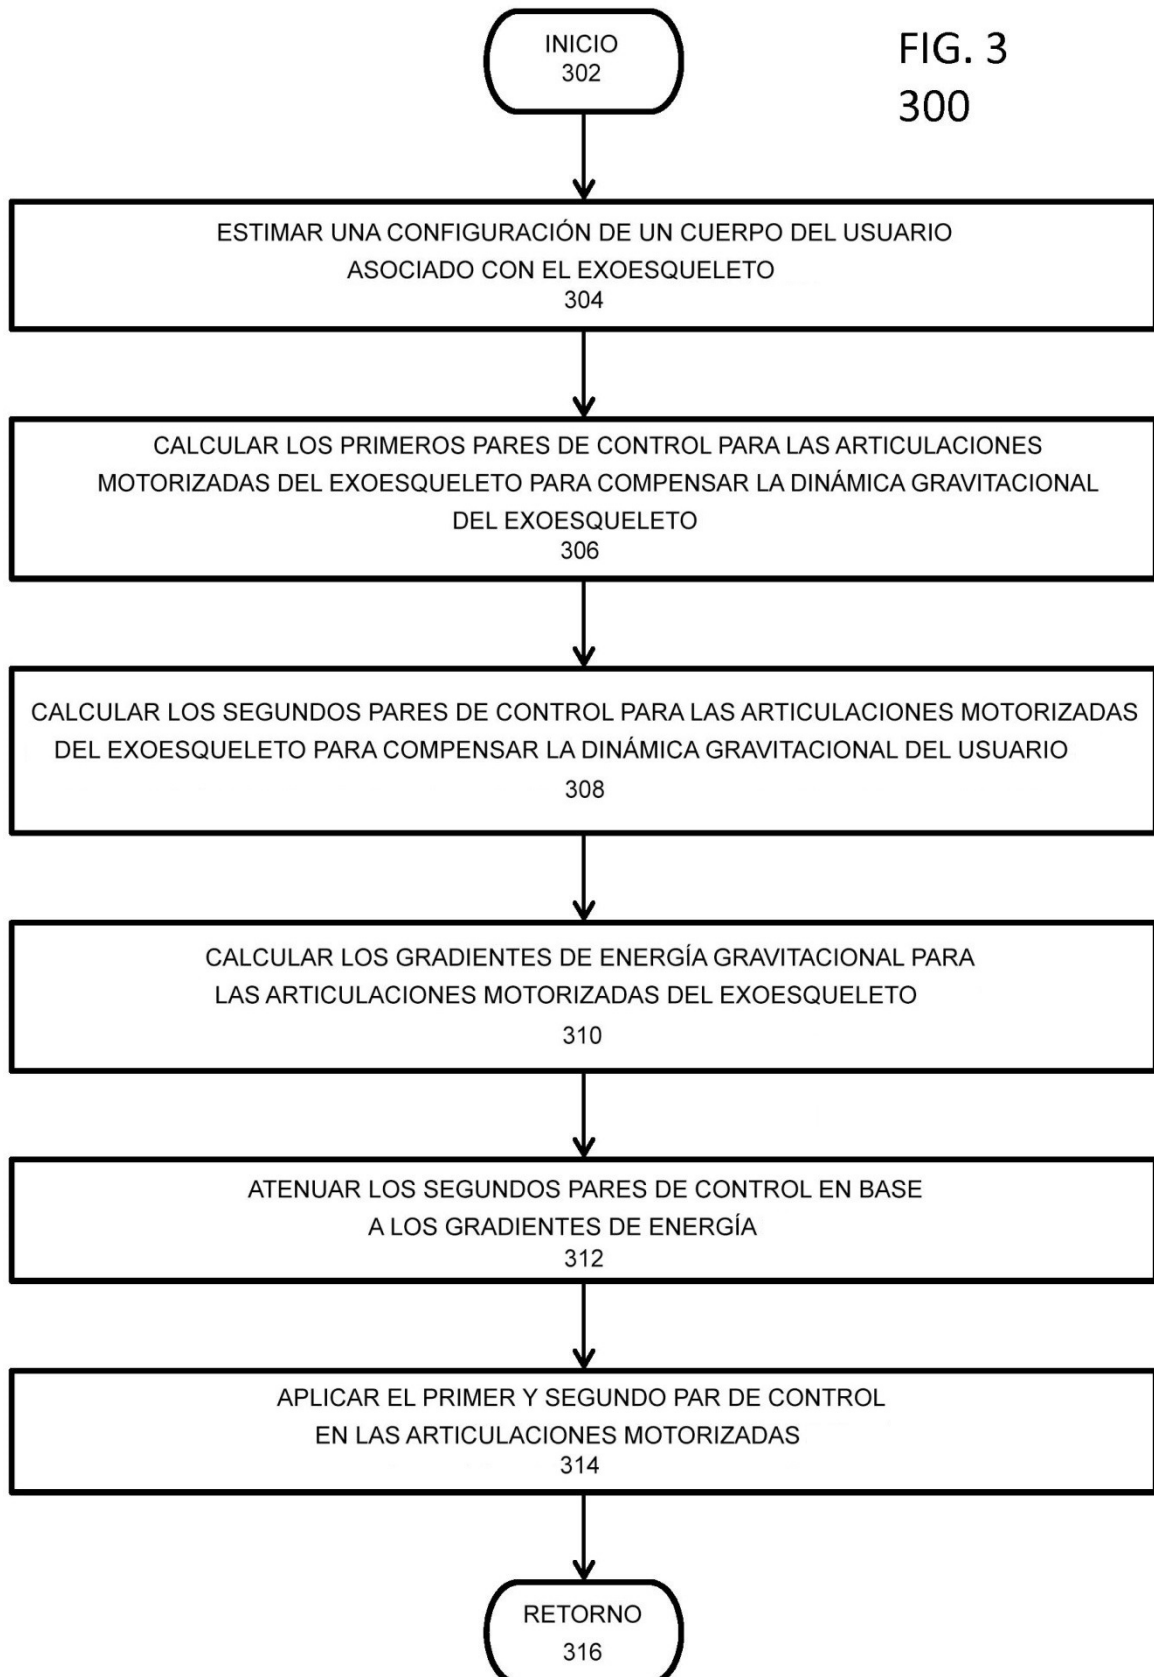 INICIO
302
FIG. 3
300
ESTIMAR UNA CONFIGURACIÓN DE UN CUERPO DEL USUARIO
ASOCIADO CON EL EXOESQUELETO
304
CALCULAR LOS PRIMEROS PARES DE CONTROL PARA LAS ARTICULACIONES
MOTORIZADAS DEL EXOESQUELETO PARA COMPENSAR LA DINÁMICA GRAVITACIONAL
DEL EXOESQUELETO
306
CALCULAR LOS SEGUNDOS PARES DE CONTROL PARA LAS ARTICULACIONES MOTORIZADAS
DEL EXOESQUELETO PARA COMPENSAR LA DINÁMICA GRAVITACIONAL DEL USUARIO
308
CALCULAR LOS GRADIENTES DE ENERGÍA GRAVITACIONAL PARA
LAS ARTICULACIONES MOTORIZADAS DEL EXOESQUELETO
310
ATENUAR LOS SEGUNDOS PARES DE CONTROL EN BASE
A LOS GRADIENTES DE ENERGÍA
312
APLICAR EL PRIMER Y SEGUNDO PAR DE CONTROL
EN LAS ARTICULACIONES MOTORIZADAS
314
RETORNO
316